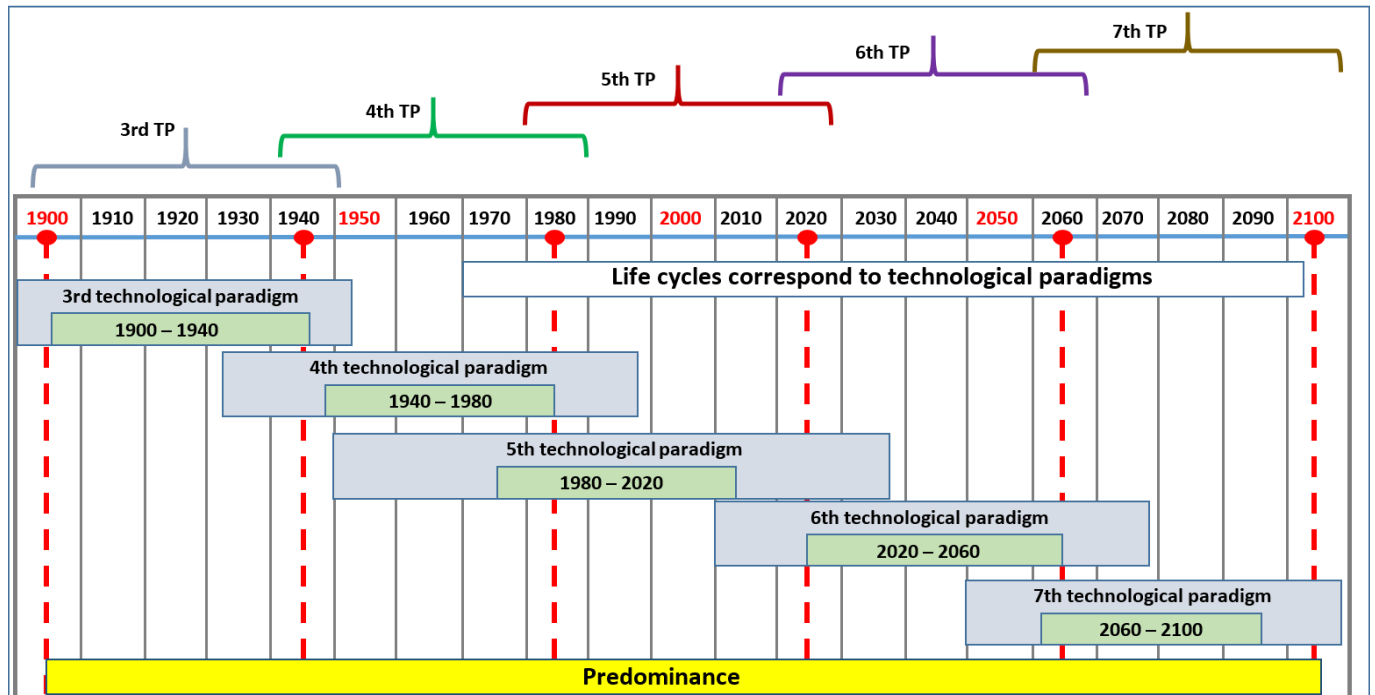 7th TP
6th TP
5th TP
4th TP
3rd TP
1900 1910 1920 1930 1940 1950 1960 1970 1980 1990 2000 2010 2020 2030 2040 2050 2060 2070 2080 2090 2100
Life cycles correspond to technological paradigms
3rd technological paradigm
1900 – 1940
4th technological paradigm
1940 – 1980
5th technological paradigm
1980 – 2020
6th technological paradigm
2020 – 2060
7th technological paradigm
2060 – 2100
Predominance